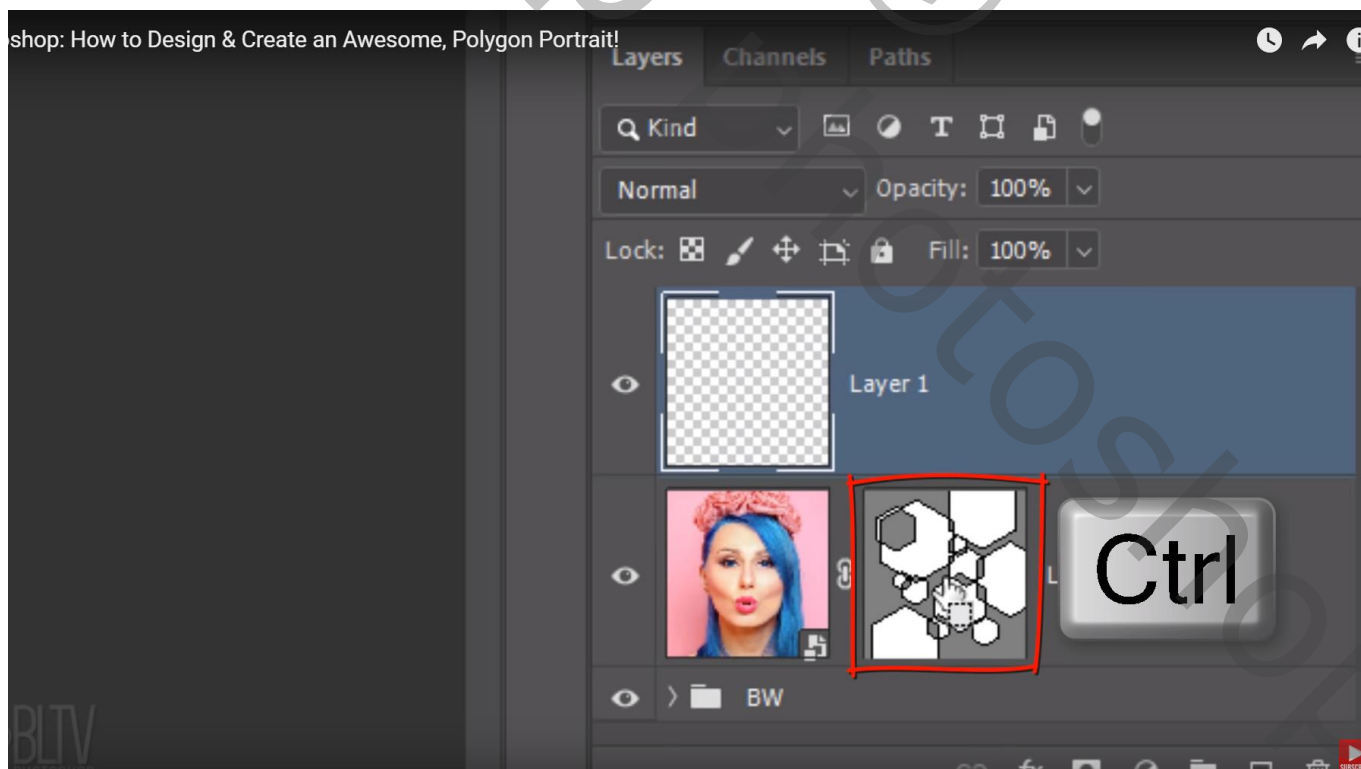 shop: How to Design & Create an Awesome, Polygon Portrait!
Layers Channels Paths
Kind
Normal Opacity: 100%
Lock: Fill: 100%
Layer 1
L Ctrl
BW
BLTV
photoshop